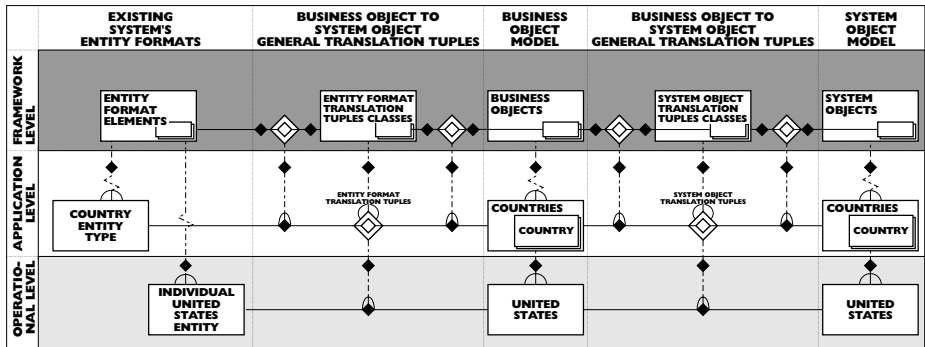 EXISTING
SYSTEM'S
ENTITY FORMATS
BUSINESS OBJECT TO
SYSTEM OBJECT
GENERAL TRANSLATION TUPLES
BUSINESS
OBJECT
MODEL
BUSINESS OBJECT TO
SYSTEM OBJECT
GENERAL TRANSLATION TUPLES
SYSTEM
OBJECT
MODEL
FRAMEWORK
LEVEL
ENTITY
FORMAT
ELEMENTS
ENTITY FORMAT
TRANSLATION
TUPLES CLASSES
BUSINESS
OBJECTS
SYSTEM OBJECT
TRANSLATION
TUPLES CLASSES
SYSTEM
OBJECTS
APPLICATION
LEVEL
COUNTRY
ENTITY
TYPE
ENTITY FORMAT
TRANSLATION TUPLES
COUNTRIES
COUNTRY
SYSTEM OBJECT
TRANSLATION TUPLES
COUNTRIES
COUNTRY
OPERATIO-
NAL LEVEL
INDIVIDUAL
UNITED
STATES
ENTITY
UNITED
STATES
UNITED
STATES